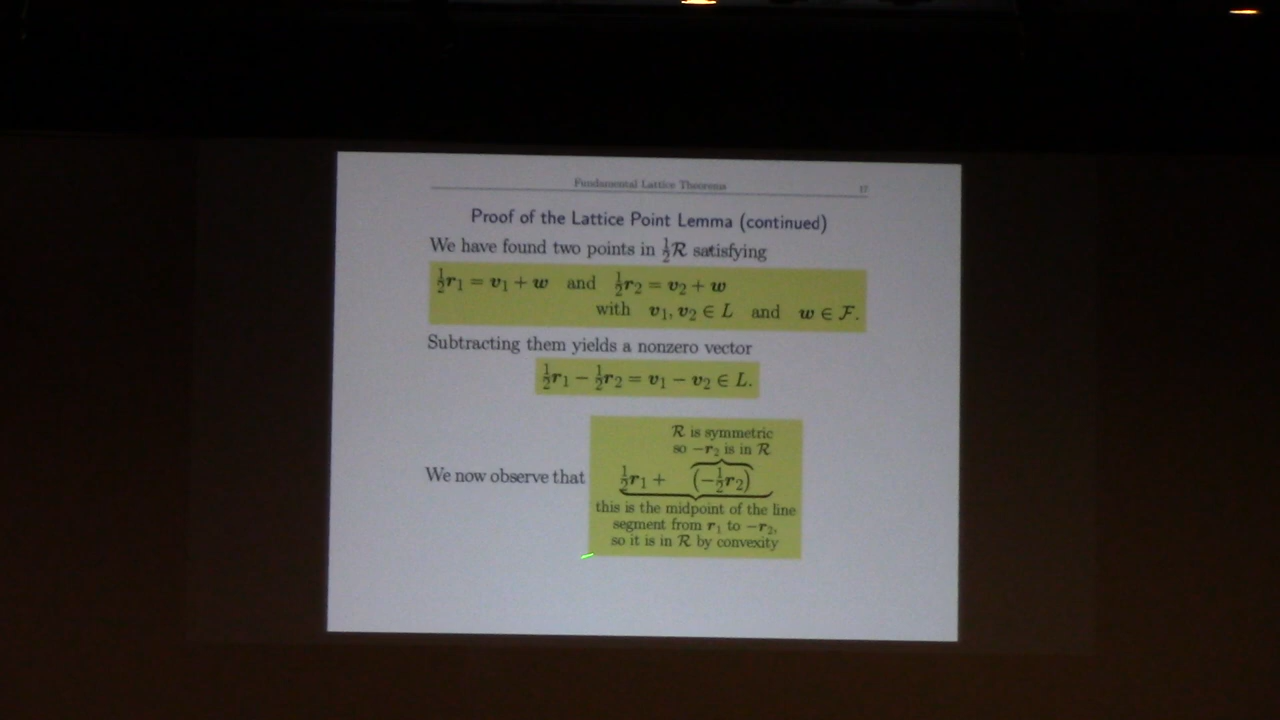 Fundamental Lattice Theorems 17
Proof of the Lattice Point Lemma (continued)
We have found two points in ½𝓡 satisfying
½r₁ = v₁ + w and ½r₂ = v₂ + w
with v₁, v₂ ∈ L and w ∈ 𝓕.
Subtracting them yields a nonzero vector
½r₁ − ½r₂ = v₁ − v₂ ∈ L.
𝓡 is symmetric
so −r₂ is in 𝓡
We now observe that ½r₁ + (−½r₂)
this is the midpoint of the line
segment from r₁ to −r₂,
so it is in 𝓡 by convexity